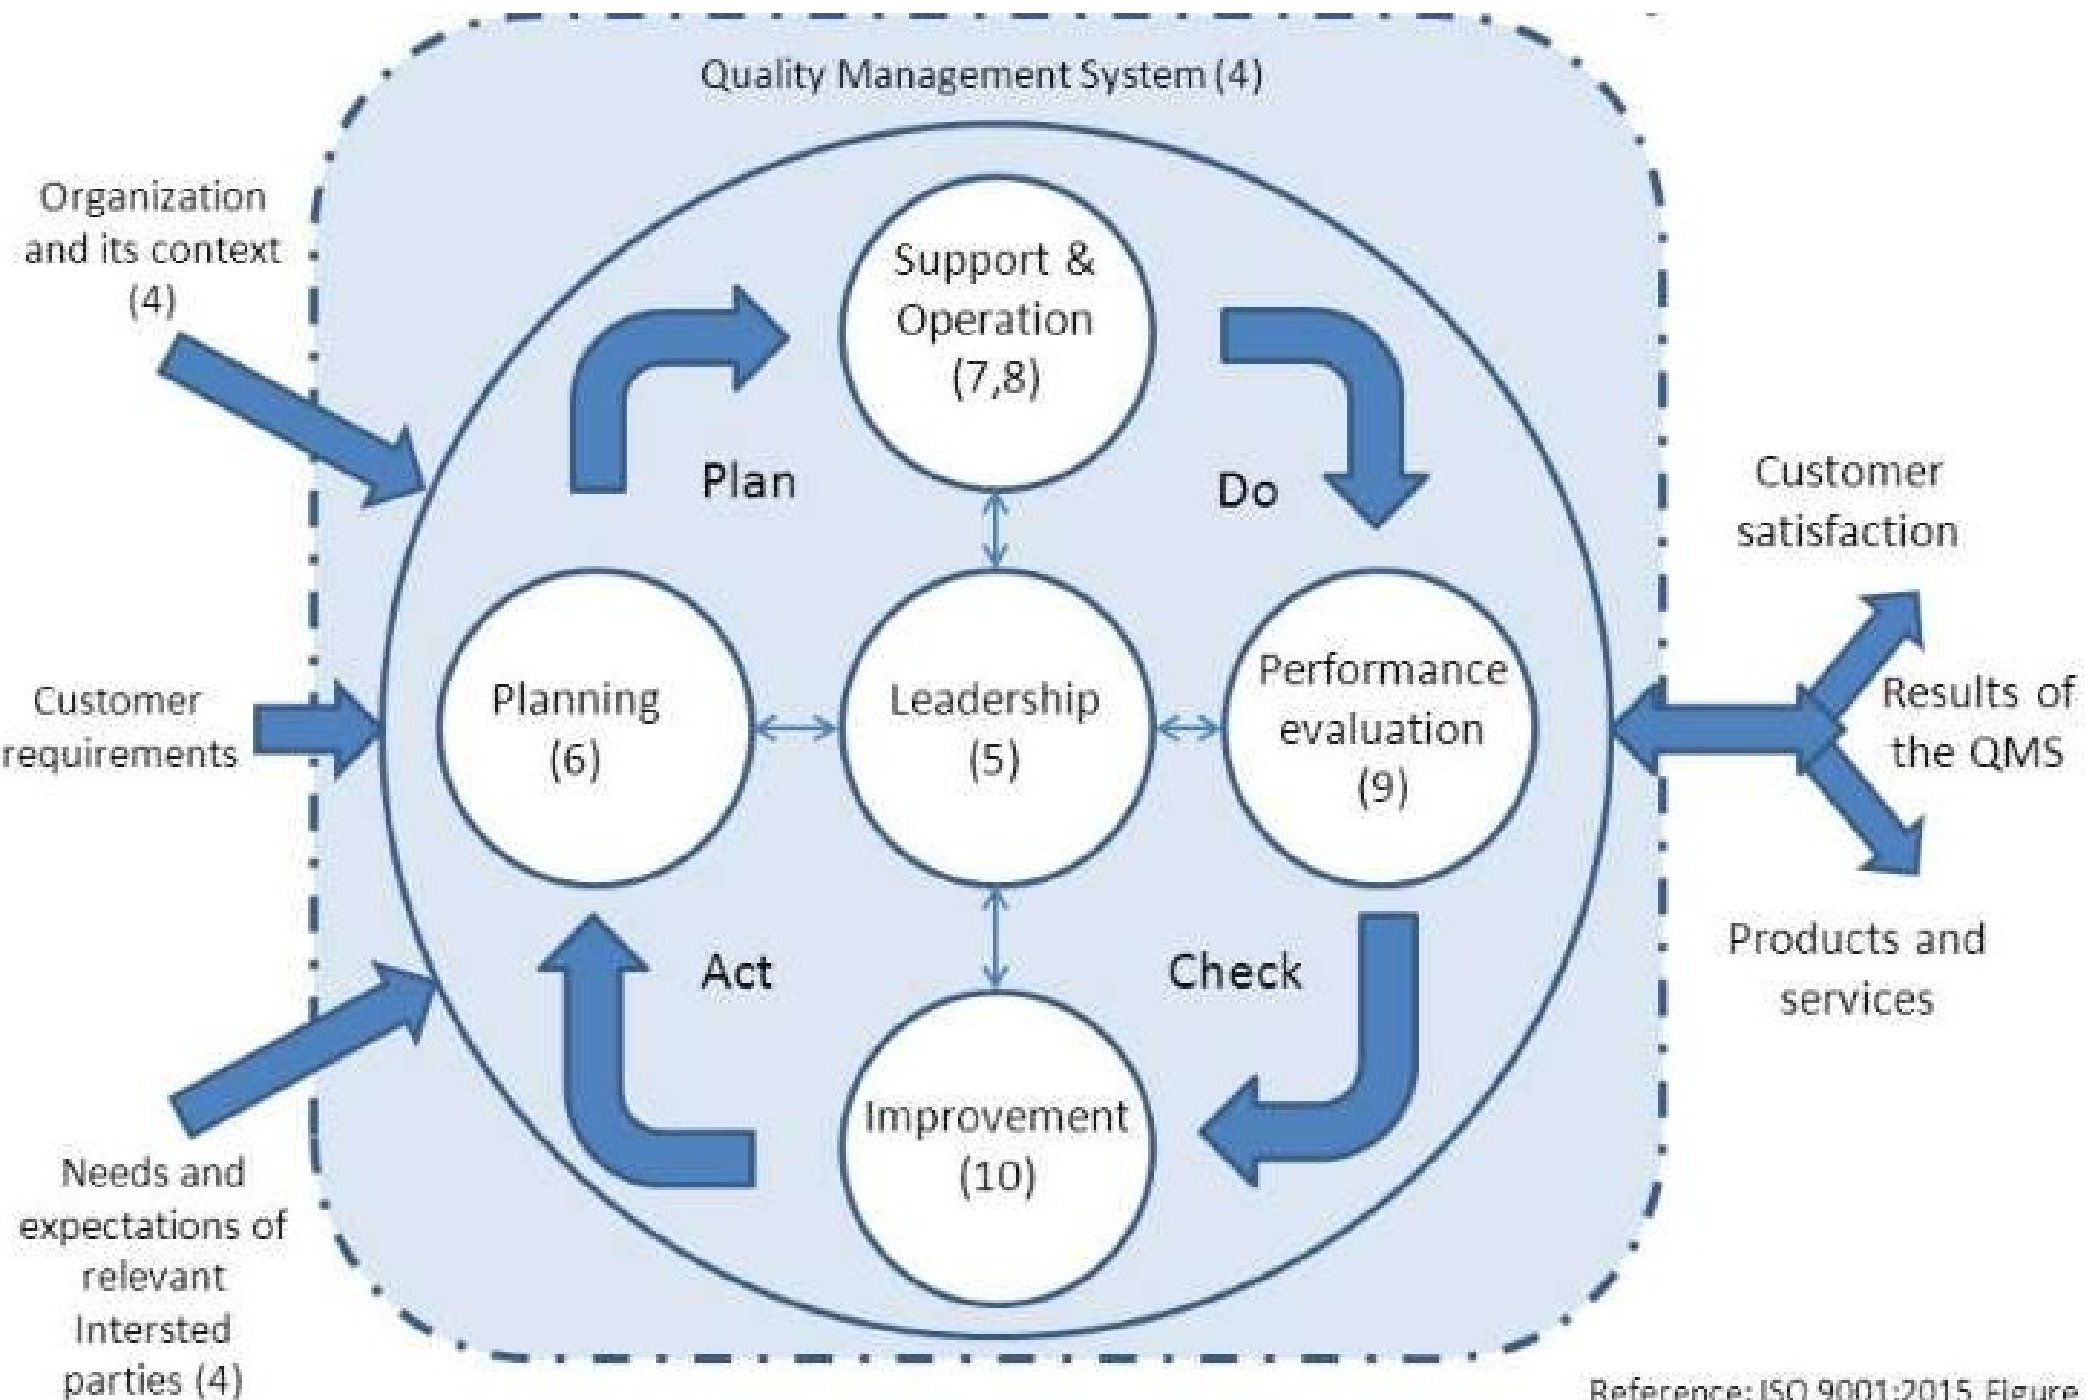 Quality Management System (4)
Organization
and its context
(4)
Support &
Operation
(7,8)
Plan
Do
Customer
satisfaction
Customer
requirements
Planning
(6)
Leadership
(5)
Performance
evaluation
(9)
Results of
the QMS
Act
Check
Products and
services
Improvement
(10)
Needs and
expectations of
relevant
Intersted
parties (4)
Reference: ISO 9001:2015 Figure